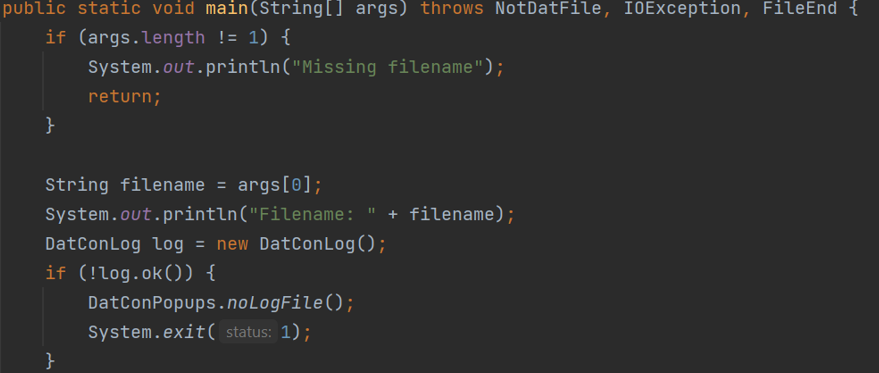 public static void main(String[] args) throws NotDatFile, IOException, FileEnd {
    if (args.length != 1) {
        System.out.println("Missing filename");
        return;
    }

    String filename = args[0];
    System.out.println("Filename: " + filename);
    DatConLog log = new DatConLog();
    if (!log.ok()) {
        DatConPopups.noLogFile();
        System.exit( status: 1);
    }